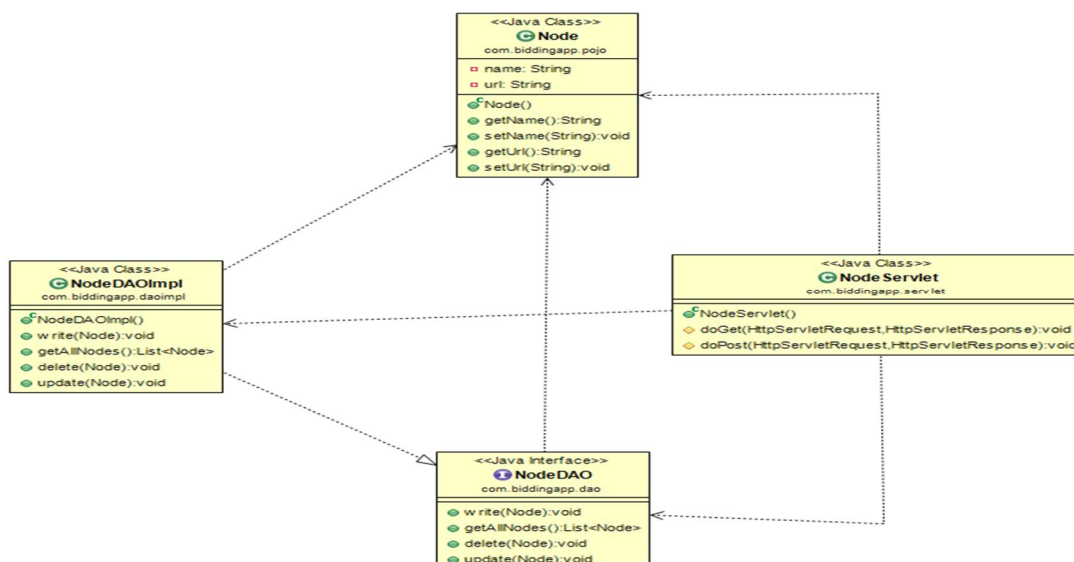 <<Java Class>>
Node
com.biddingapp.pojo
name: String
url: String
Node()
getName():String
setName(String):void
getUrl():String
setUrl(String):void
<<Java Class>>
NodeDAOImpl
com.biddingapp.daoimpl
NodeDAOImpl()
write(Node):void
getAllNodes():List<Node>
delete(Node):void
update(Node):void
<<Java Class>>
NodeServlet
com.biddingapp.servlet
NodeServlet()
doGet(HttpServletRequest,HttpServletResponse):void
doPost(HttpServletRequest,HttpServletResponse):void
<<Java Interface>>
NodeDAO
com.biddingapp.dao
write(Node):void
getAllNodes():List<Node>
delete(Node):void
update(Node):void